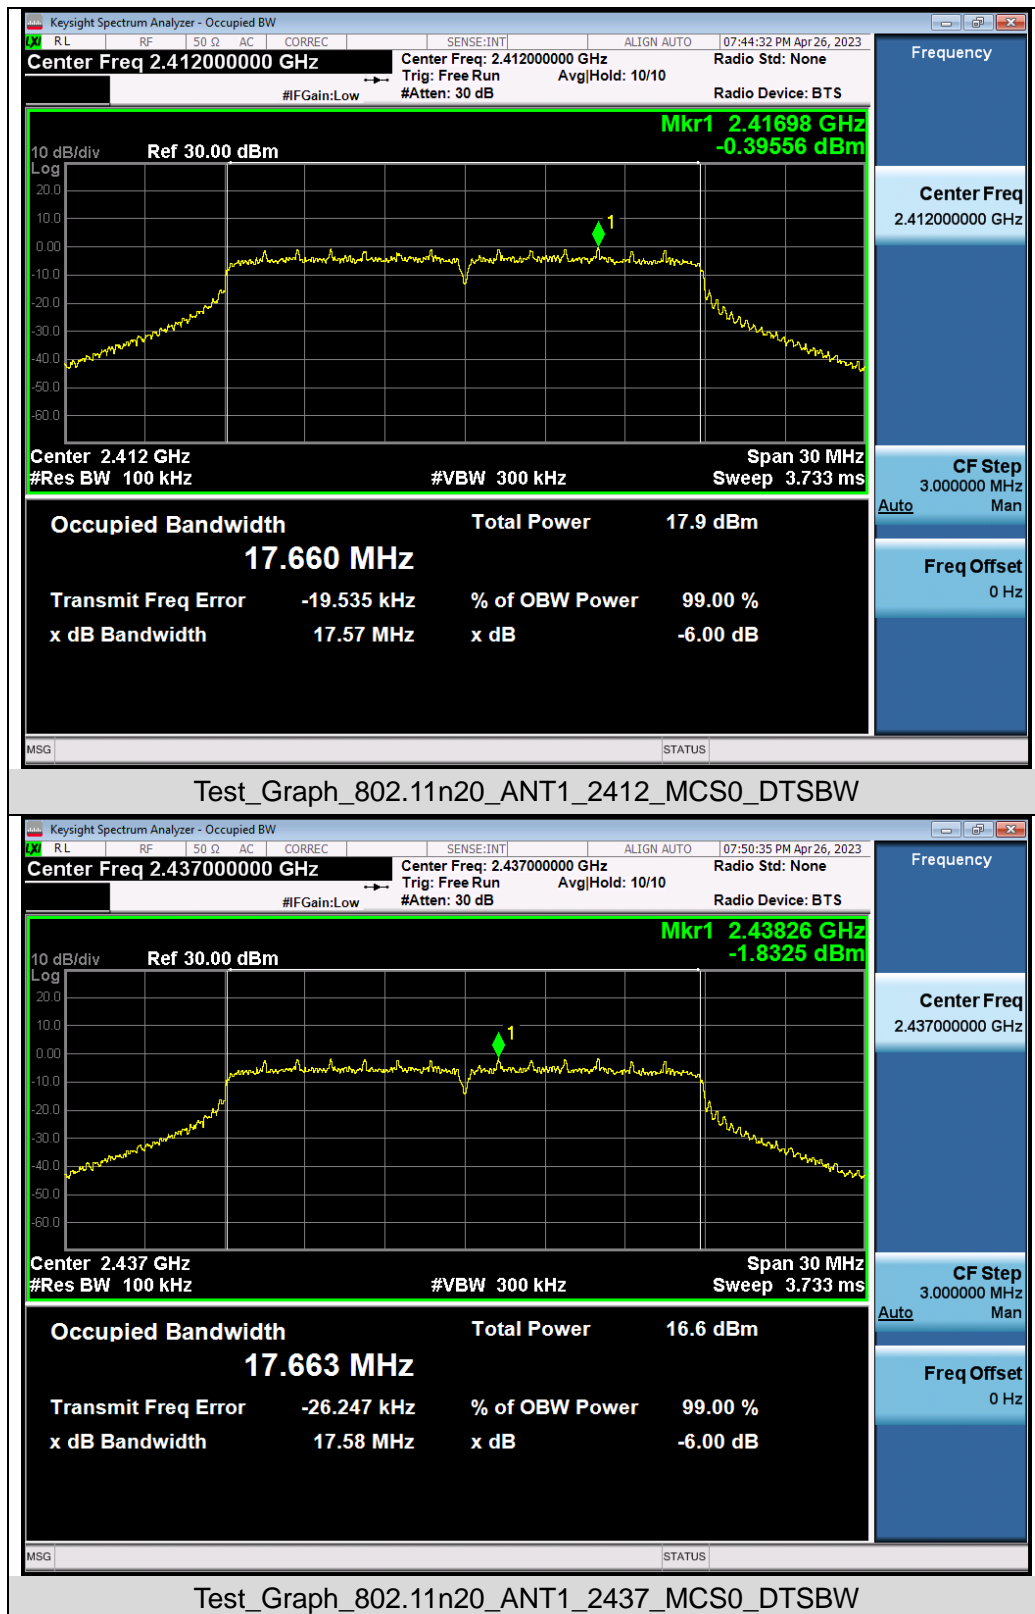 Keysight Spectrum Analyzer - Occupied BW
LXI RL RF 50 Ω AC CORREC SENSE:INT ALIGN AUTO 07:44:32 PM Apr 26, 2023
Center Freq 2.412000000 GHz
Center Freq: 2.412000000 GHz
Radio Std: None
Trig: Free Run Avg|Hold: 10/10
#IFGain:Low
#Atten: 30 dB
Radio Device: BTS
Frequency
Mkr1 2.41698 GHz
-0.39556 dBm
10 dB/div
Ref 30.00 dBm
Log
20.0
10.0
0.00
-10.0
-20.0
-30.0
-40.0
-50.0
-60.0
1
Center 2.412 GHz
Span 30 MHz
#Res BW 100 kHz
#VBW 300 kHz
Sweep 3.733 ms
Center Freq
2.412000000 GHz
CF Step
3.000000 MHz
Auto Man
Freq Offset
0 Hz
Occupied Bandwidth
Total Power 17.9 dBm
17.660 MHz
Transmit Freq Error -19.535 kHz % of OBW Power 99.00 %
x dB Bandwidth 17.57 MHz x dB -6.00 dB
MSG STATUS
Test_Graph_802.11n20_ANT1_2412_MCS0_DTSBW
Keysight Spectrum Analyzer - Occupied BW
LXI RL RF 50 Ω AC CORREC SENSE:INT ALIGN AUTO 07:50:35 PM Apr 26, 2023
Center Freq 2.437000000 GHz
Center Freq: 2.437000000 GHz
Radio Std: None
Trig: Free Run Avg|Hold: 10/10
#IFGain:Low
#Atten: 30 dB
Radio Device: BTS
Frequency
Mkr1 2.43826 GHz
-1.8325 dBm
10 dB/div
Ref 30.00 dBm
Log
20.0
10.0
0.00
-10.0
-20.0
-30.0
-40.0
-50.0
-60.0
1
Center 2.437 GHz
Span 30 MHz
#Res BW 100 kHz
#VBW 300 kHz
Sweep 3.733 ms
Center Freq
2.437000000 GHz
CF Step
3.000000 MHz
Auto Man
Freq Offset
0 Hz
Occupied Bandwidth
Total Power 16.6 dBm
17.663 MHz
Transmit Freq Error -26.247 kHz % of OBW Power 99.00 %
x dB Bandwidth 17.58 MHz x dB -6.00 dB
MSG STATUS
Test_Graph_802.11n20_ANT1_2437_MCS0_DTSBW